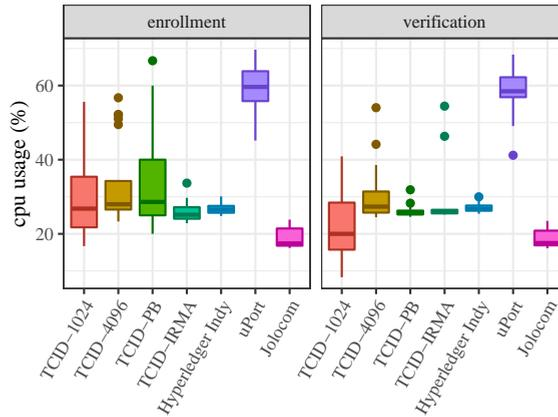 enrollment
verification
cpu usage (%)
60
40
20
TCID−1024
TCID−4096
TCID−PB
TCID−IRMA
Hyperledger Indy
uPort
Jolocom
TCID−1024
TCID−4096
TCID−PB
TCID−IRMA
Hyperledger Indy
uPort
Jolocom